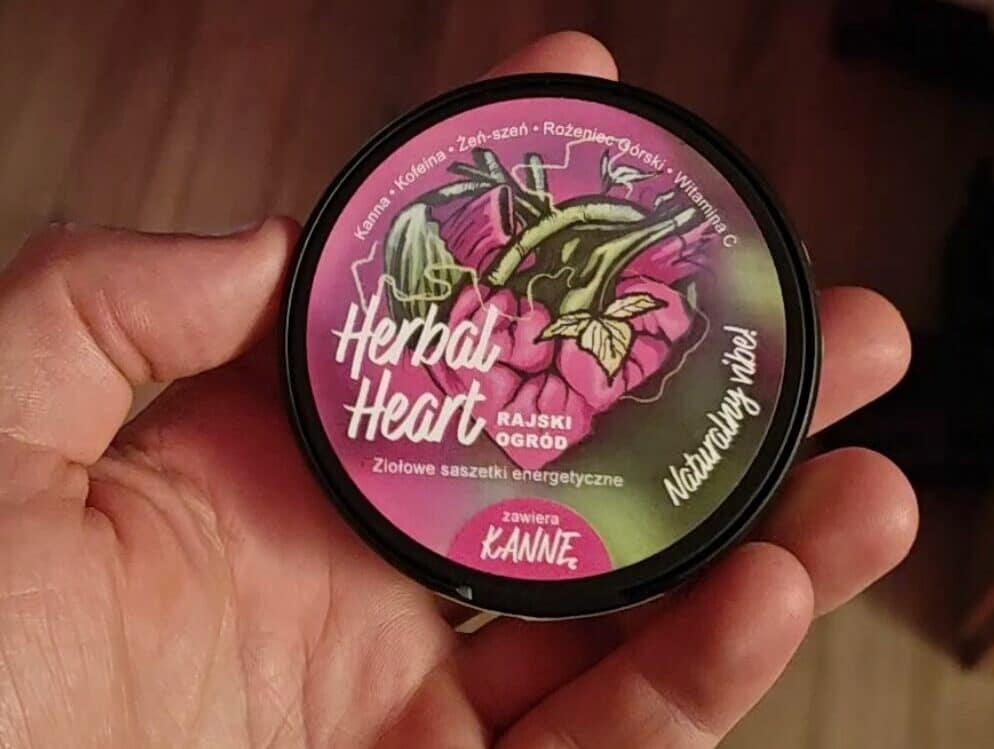 Kanna • Kofeina • Żeń-szeń • Rożeniec Górski • Witamina C
Herbal
Heart
RAJSKI
OGRÓD
Ziołowe saszetki energetyczne
Naturalny vibe!
zawiera
KANNĘ